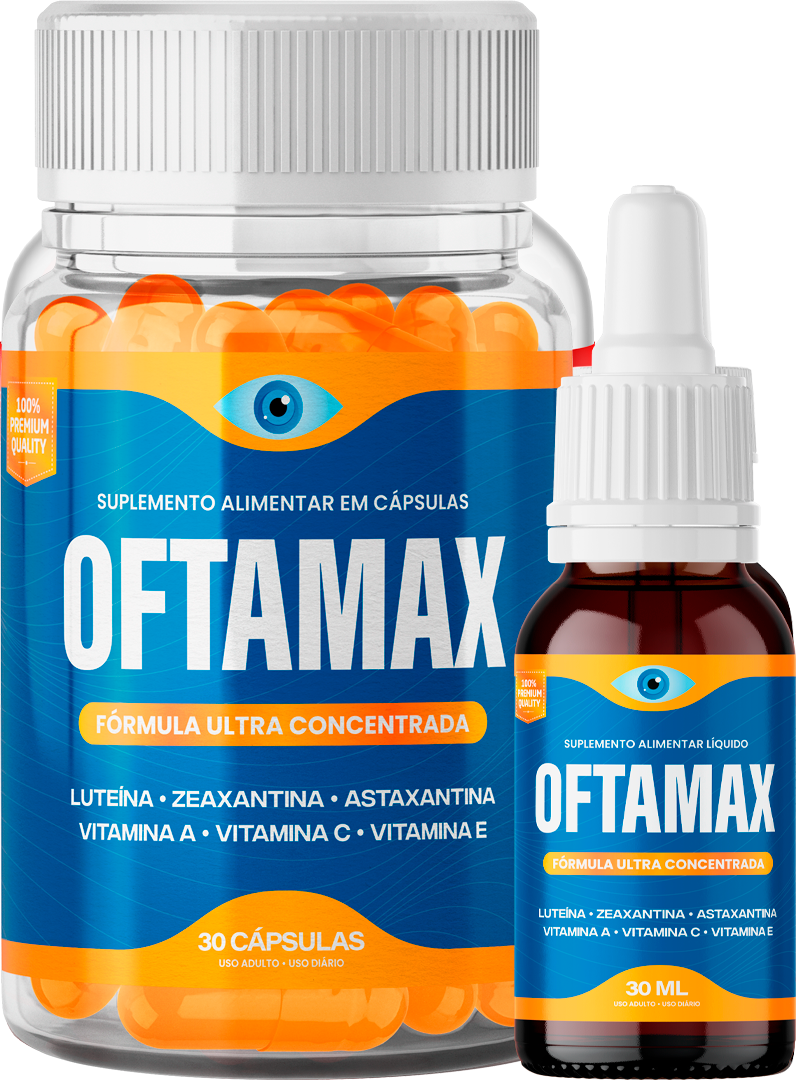 100%
PREMIUM
QUALITY
SUPLEMENTO ALIMENTAR EM CÁPSULAS
OFTAMAX
FÓRMULA ULTRA CONCENTRADA
LUTEÍNA • ZEAXANTINA • ASTAXANTINA
VITAMINA A • VITAMINA C • VITAMINA E
30 CÁPSULAS
USO ADULTO • USO DIÁRIO
100%
PREMIUM
QUALITY
SUPLEMENTO ALIMENTAR LÍQUIDO
OFTAMAX
FÓRMULA ULTRA CONCENTRADA
LUTEÍNA • ZEAXANTINA • ASTAXANTINA
VITAMINA A • VITAMINA C • VITAMINA E
30 ML
USO ADULTO • USO DIÁRIO